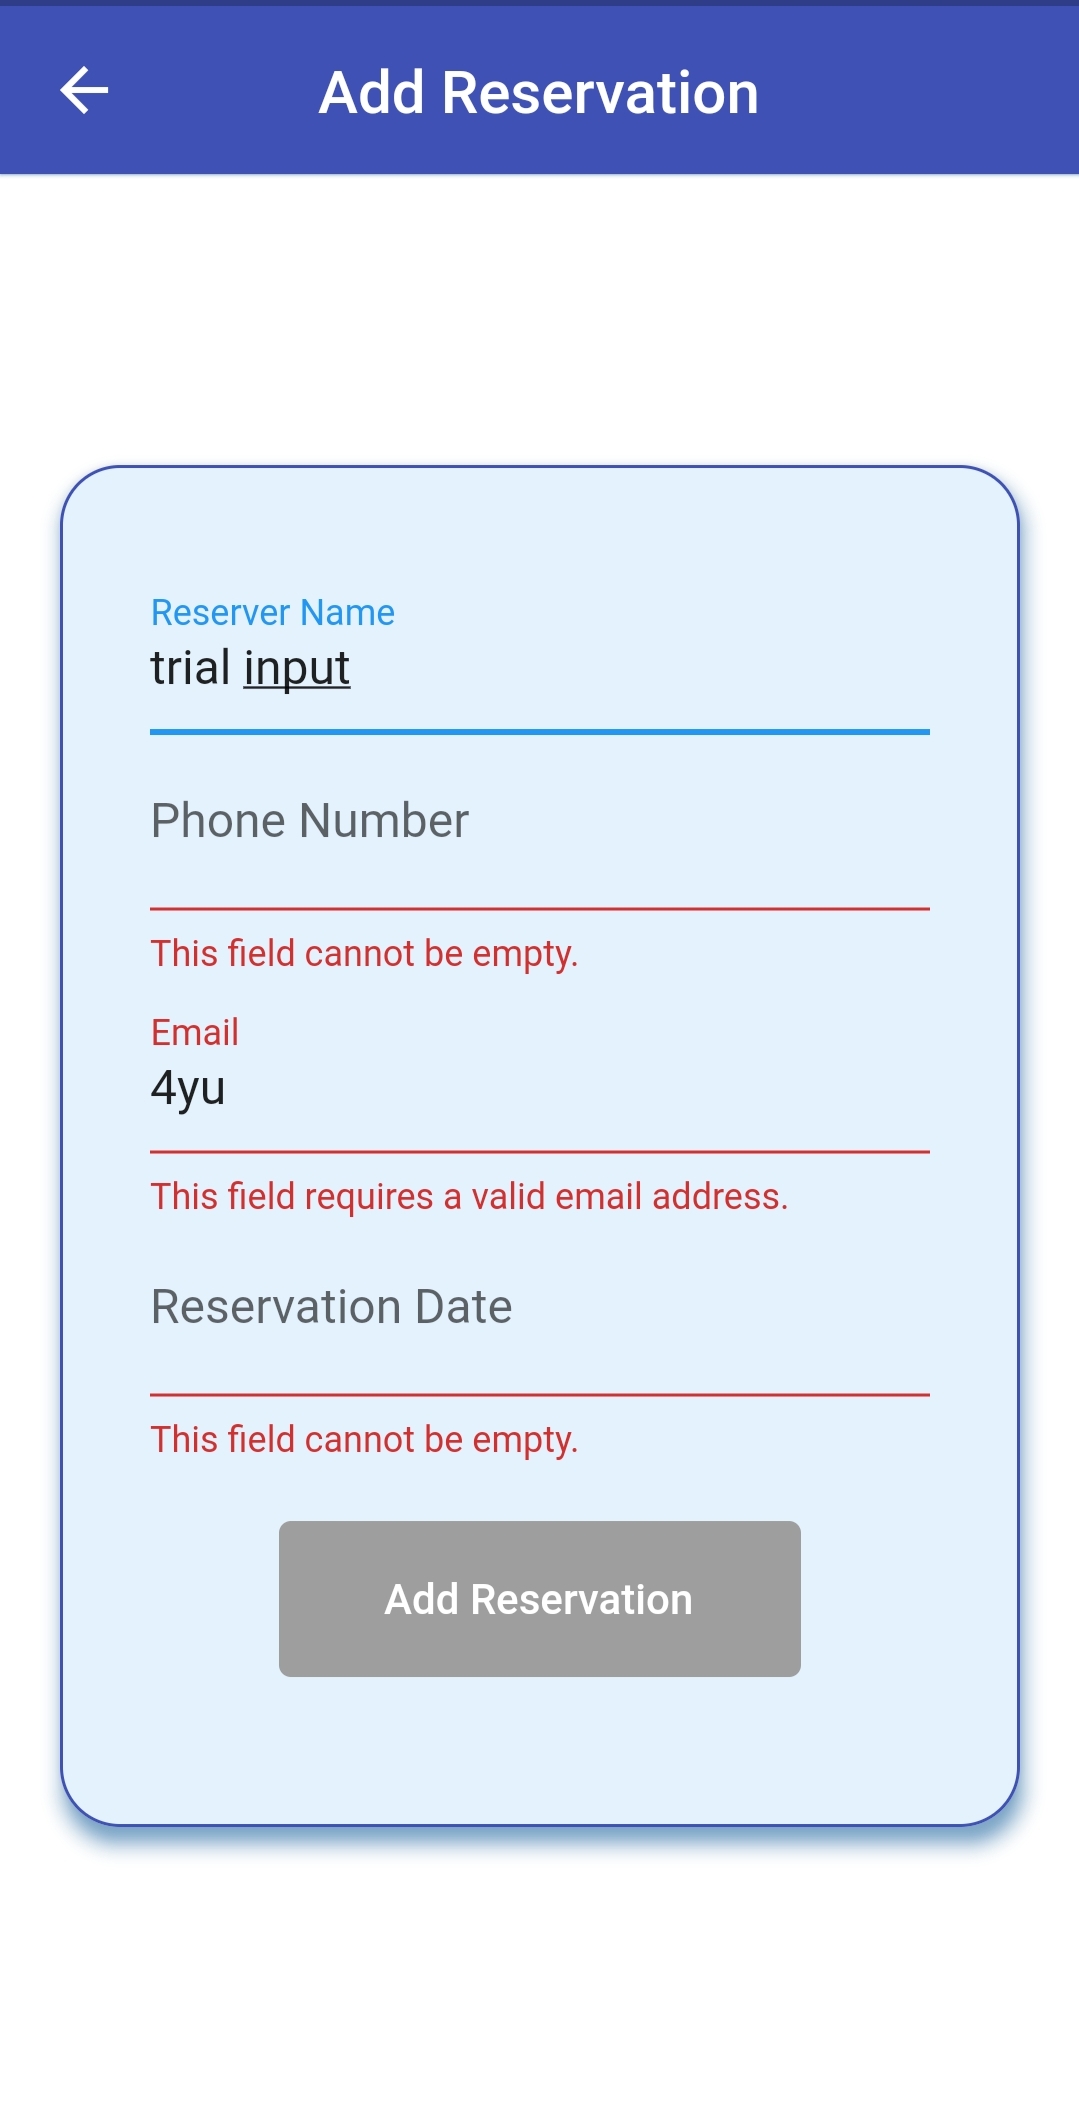 Add Reservation
Reserver Name
trial input
Phone Number
This field cannot be empty.
Email
4yu
This field requires a valid email address.
Reservation Date
This field cannot be empty.
Add Reservation